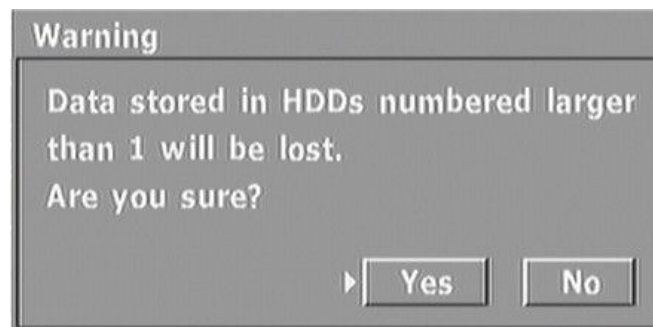 Warning
Data stored in HDDs numbered larger
than 1 will be lost.
Are you sure?
Yes No